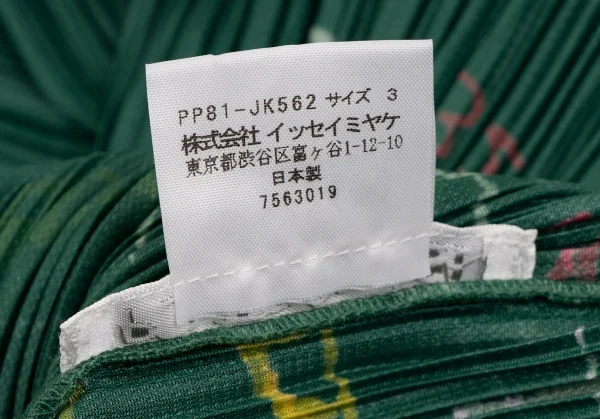 PP81-JK562 サイズ 3
株式会社 イッセイミヤケ
東京都渋谷区富ヶ谷1-12-10
日本製
7563019